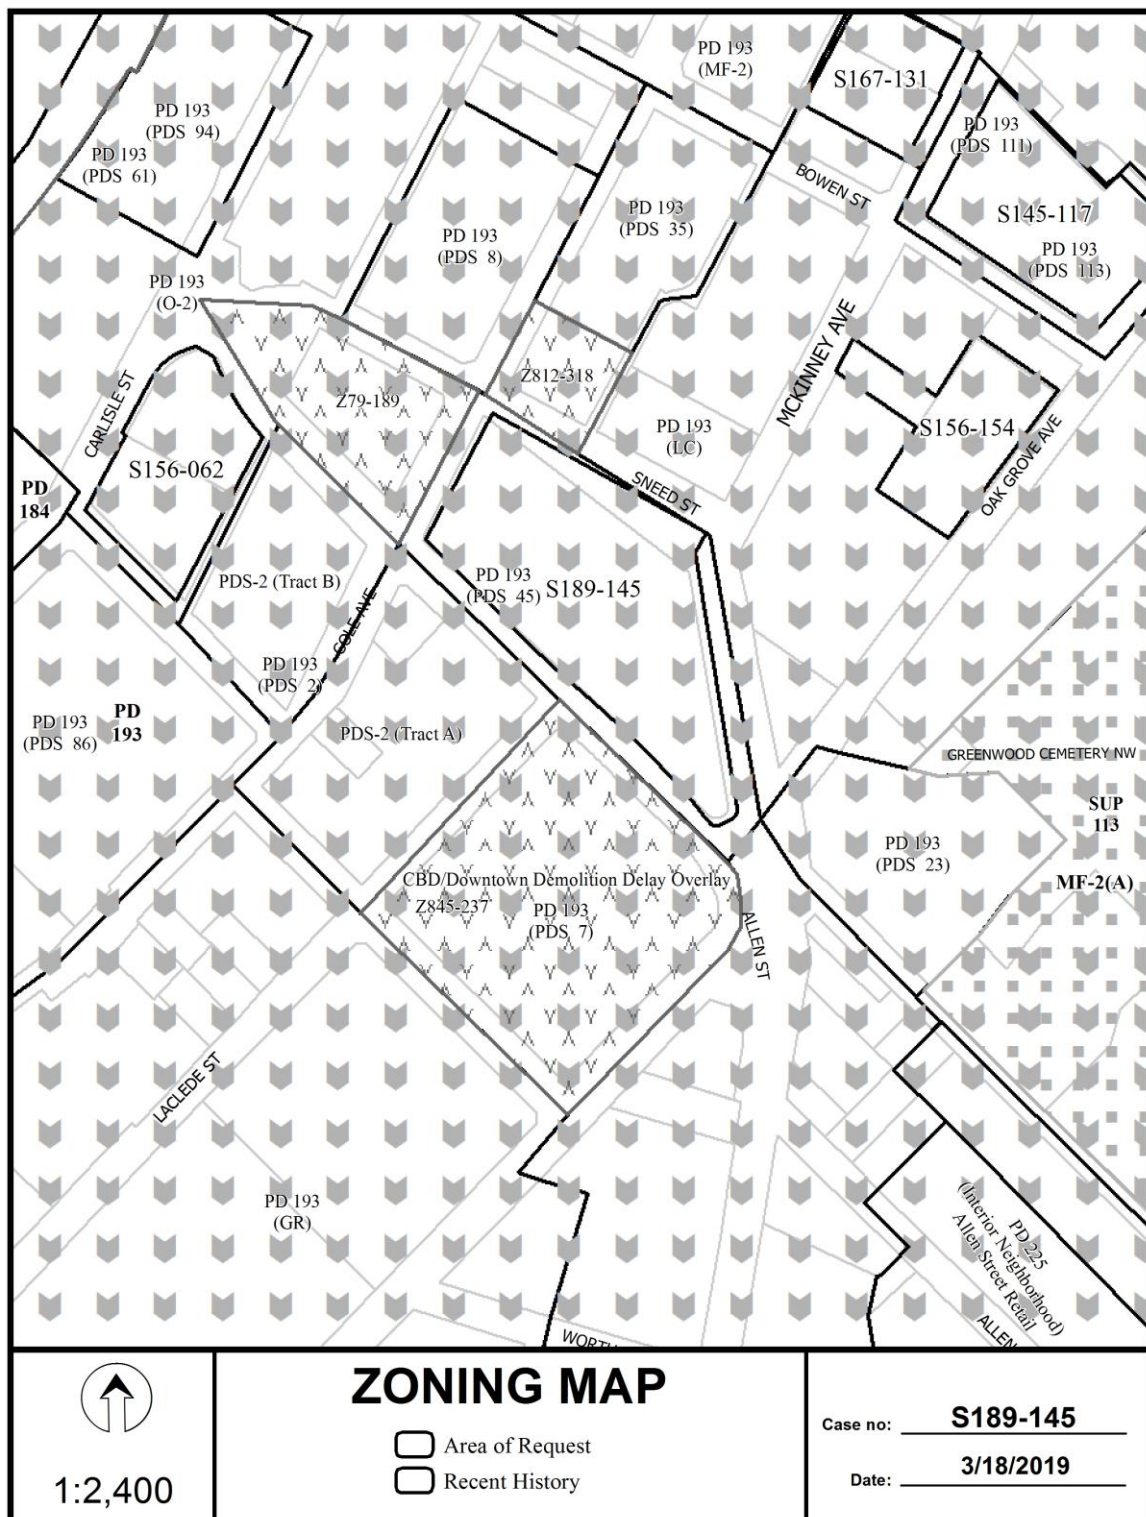 PD 193
(MF-2)
S167-131
PD 193
(PDS 94)
PD 193
(PDS 61)
PD 193
(PDS 111)
BOWEN ST
S145-117
PD 193
(PDS 35)
PD 193
(PDS 8)
PD 193
(PDS 113)
PD 193
(O-2)
MCKINNEY AVE
Z812-318
Z79-189
CARLISLE ST
PD 193
(LC)
S156-154
S156-062
OAK GROVE AVE
PD
184
SNEED ST
PDS-2 (Tract B)
PD 193
(PDS 45)
S189-145
COLE AVE
PD 193
(PDS 2)
PD 193
(PDS 86)
PD
193
PDS-2 (Tract A)
GREENWOOD CEMETERY NW
SUP
113
PD 193
(PDS 23)
MF-2(A)
CBD/Downtown Demolition Delay Overlay
Z845-237
PD 193
(PDS 7)
ALLEN ST
LACLEDE ST
PD 193
(GR)
PD 225
(Interior Neighborhood)
Allen Street Retail
ALLEN
WORTH
1:2,400
ZONING MAP
Area of Request
Recent History
Case no: S189-145
Date: 3/18/2019